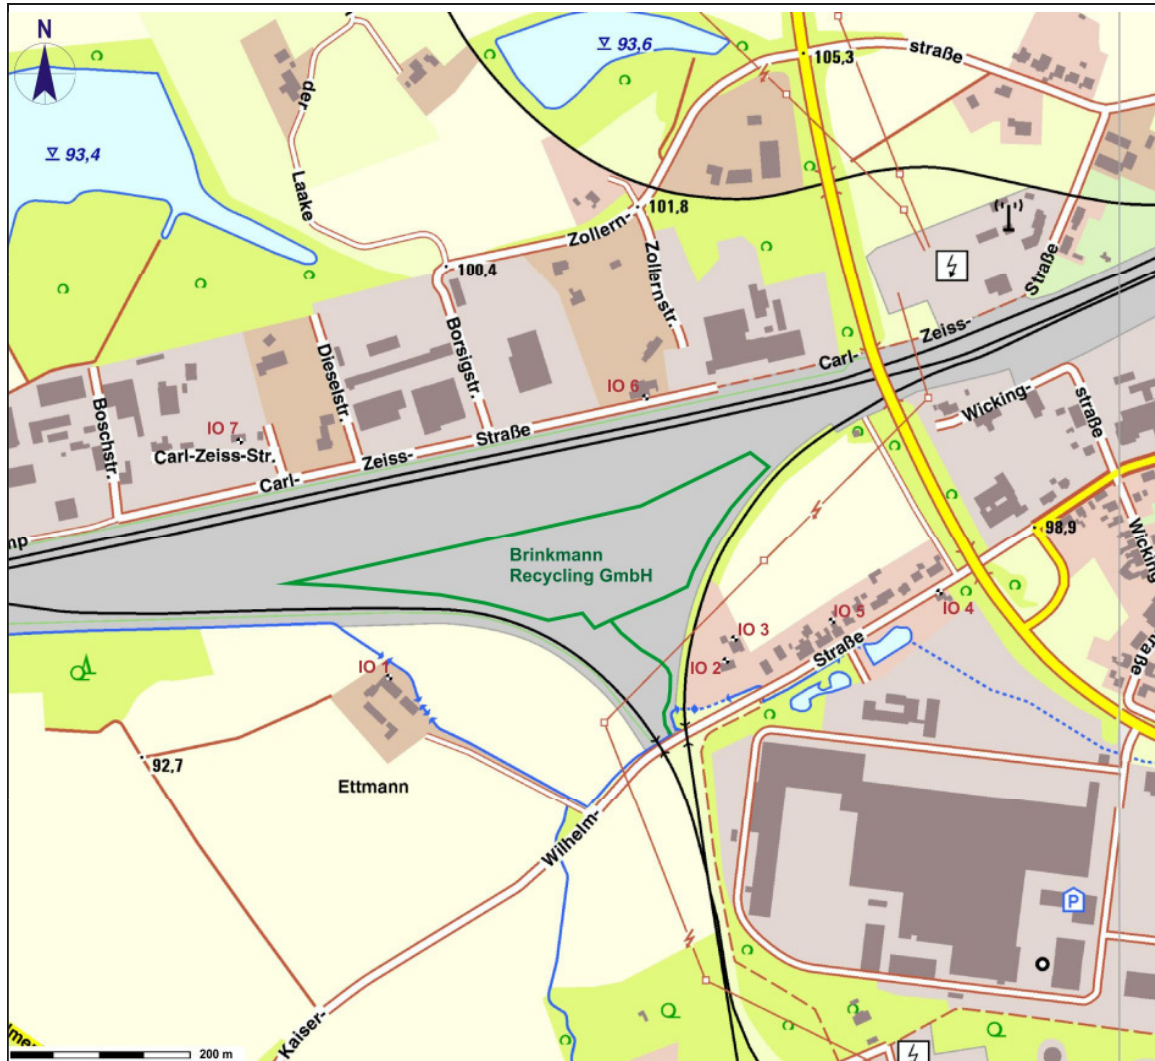 N
93,6
straße
105,3
der
93,4
Laake
101,8
Zollern-
100,4
Zollernstr.
Straße
Zeiss-
Carl-
Borsigstr.
Dieselstr.
IO 6
Boschstr.
IO 7
Carl-Zeiss-Str.
Straße
Zeiss-
Carl-
Wicking-
straße
mp
98,9
Wicking-
Brinkmann
Recycling GmbH
IO 4
IO 5
IO 3
IO 2
Straße
IO 1
straße
92,7
Ettmann
Wilhelm-
P
Kaiser-
200 m